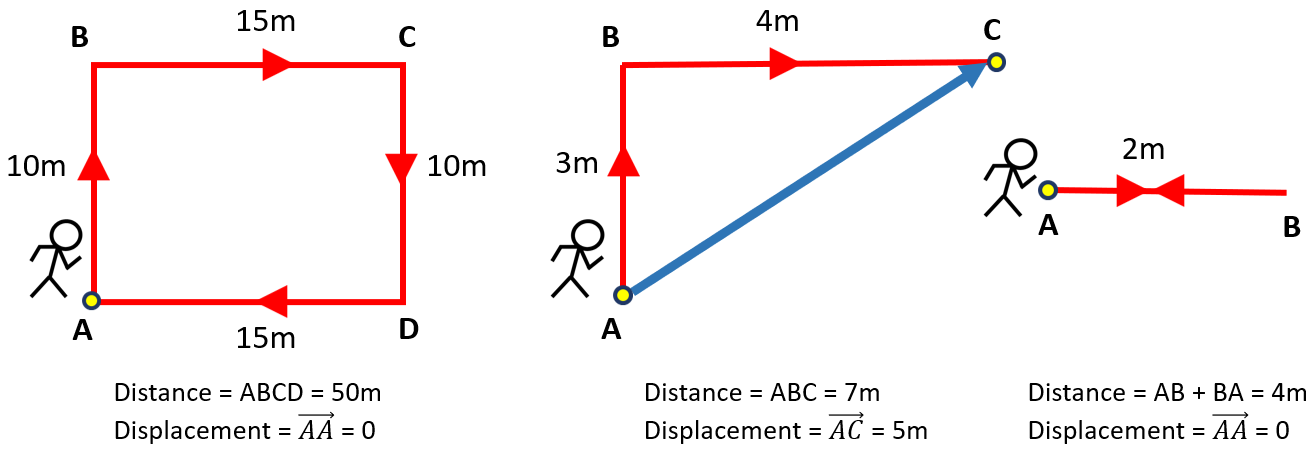 B
15m
C
10m
10m
A
15m
D
Distance = ABCD = 50m
Displacement = $\overrightarrow{AA}$ = 0
B
4m
C
3m
A
Distance = ABC = 7m
Displacement = $\overrightarrow{AC}$ = 5m
2m
A
B
Distance = AB + BA = 4m
Displacement = $\overrightarrow{AA}$ = 0